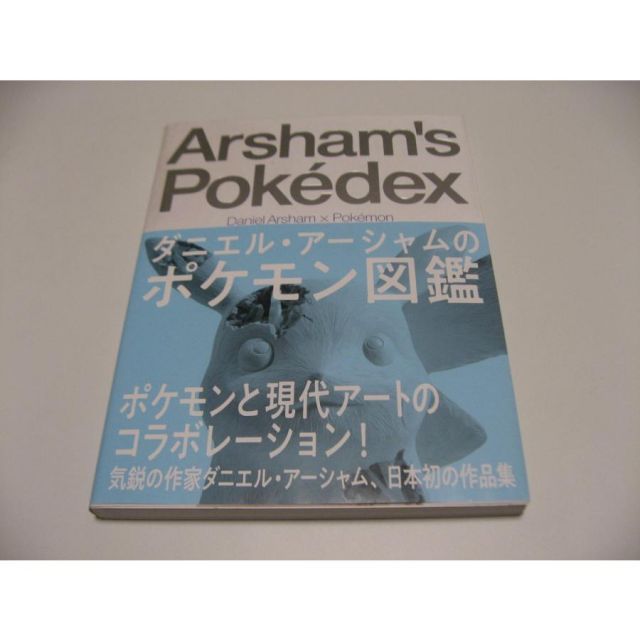 Arsham's
Pokédex
Daniel Arsham × Pokémon
ダニエル・アーシャムの
ポケモン図鑑
ポケモンと現代アートの
コラボレーション!
気鋭の作家ダニエル・アーシャム、日本初の作品集